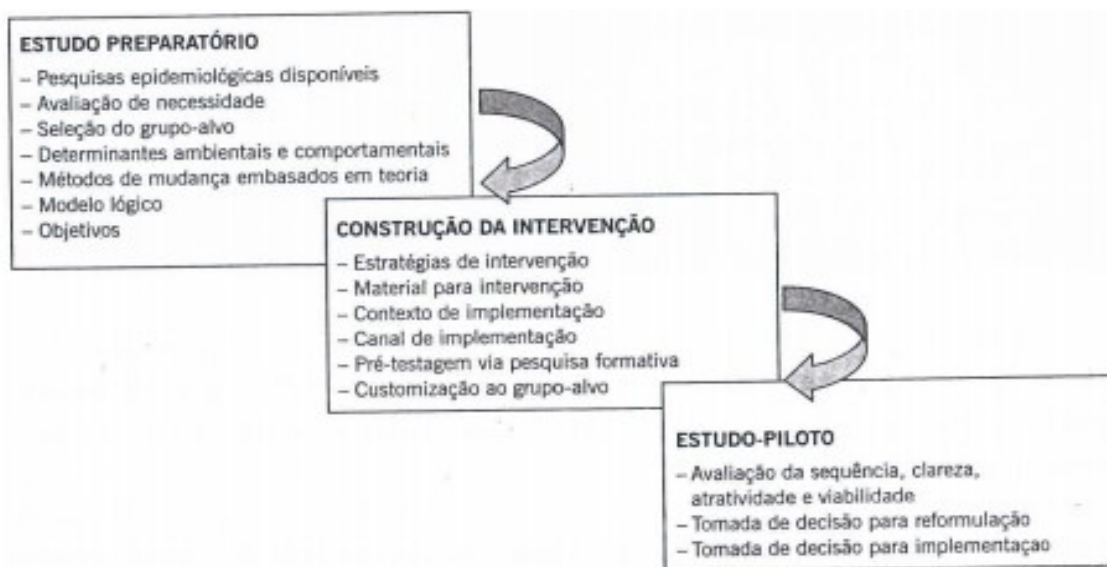 ESTUDO PREPARATÓRIO
– Pesquisas epidemiológicas disponíveis
– Avaliação de necessidade
– Seleção do grupo-alvo
– Determinantes ambientais e comportamentais
– Métodos de mudança embasados em teoria
– Modelo lógico
– Objetivos
CONSTRUÇÃO DA INTERVENÇÃO
– Estratégias de intervenção
– Material para intervenção
– Contexto de implementação
– Canal de implementação
– Pré-testagem via pesquisa formativa
– Customização ao grupo-alvo
ESTUDO-PILOTO
– Avaliação da sequência, clareza,
atratividade e viabilidade
– Tomada de decisão para reformulação
– Tomada de decisão para implementaçao